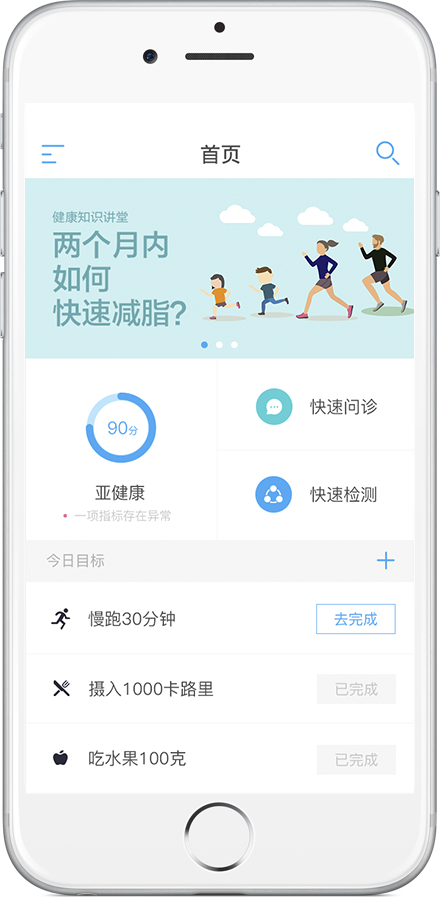 首页
健康知识讲堂
两个月内
如何
快速减脂?
90分
亚健康
一项指标存在异常
快速问诊
快速检测
今日目标
慢跑30分钟
去完成
摄入1000卡路里
已完成
吃水果100克
已完成